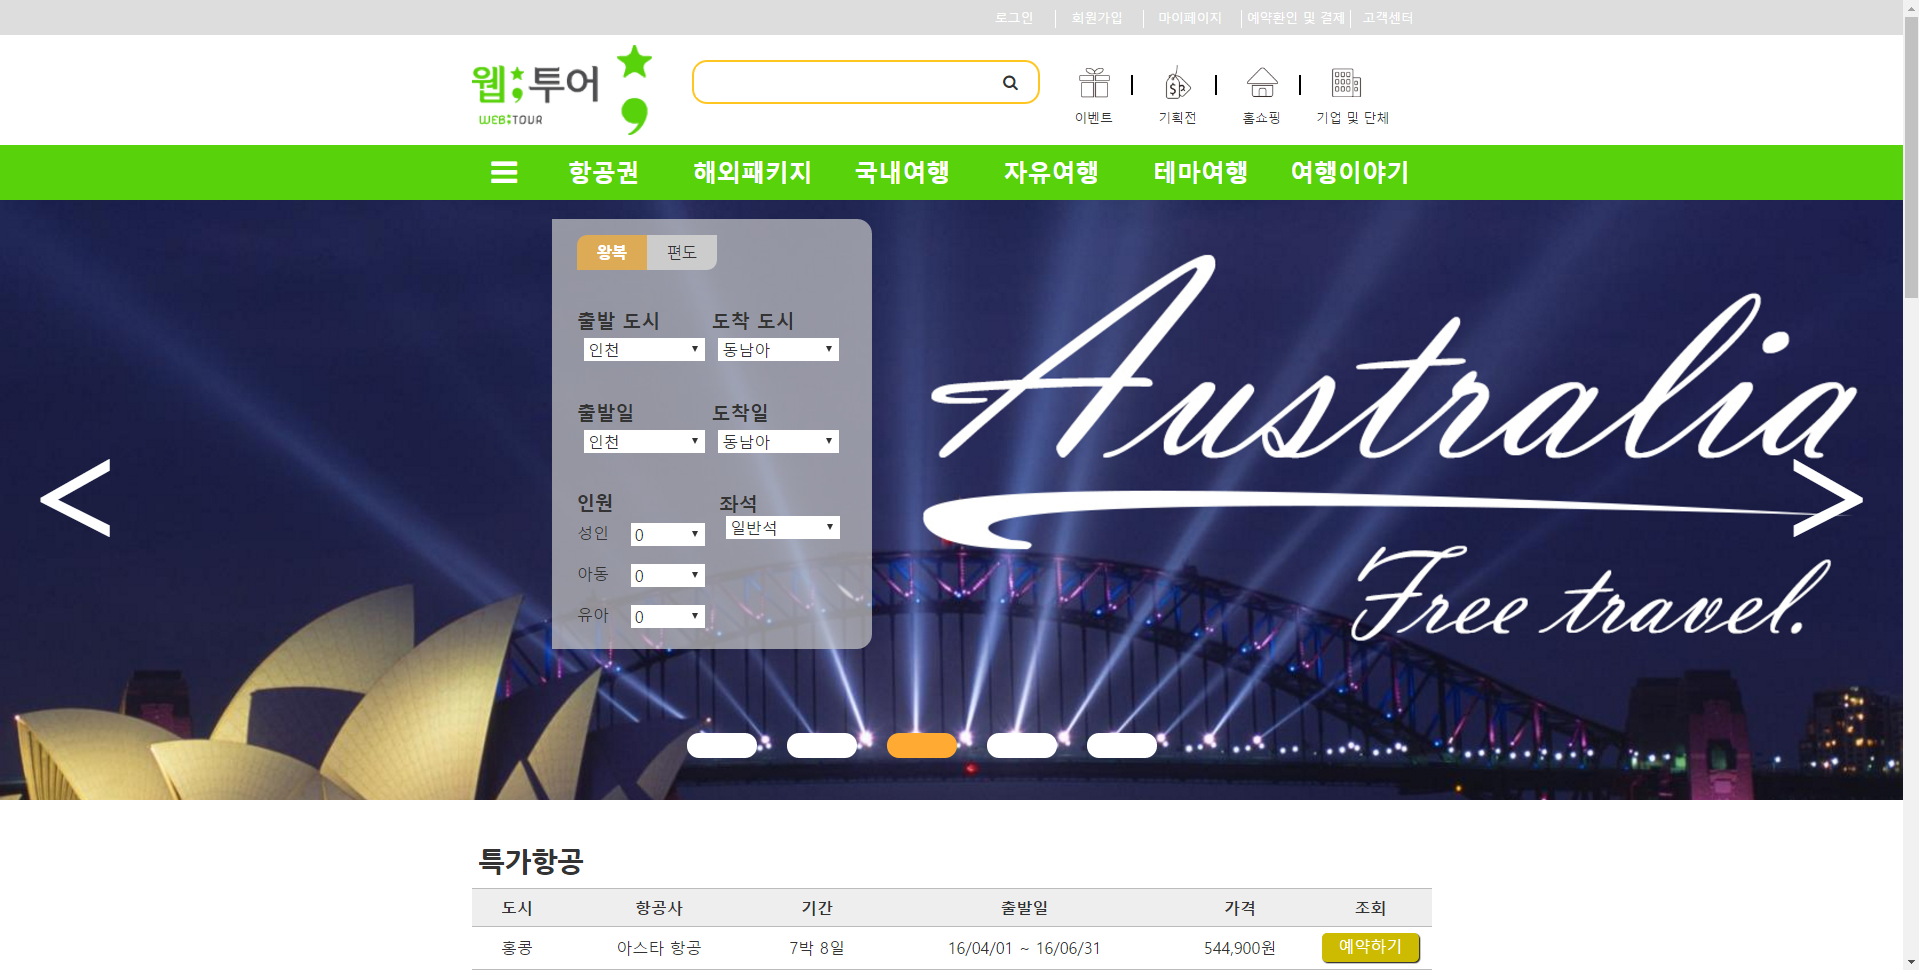 로그인 회원가입 마이페이지 예약확인 및 결제 고객센터
웹;투어
WEB:TOUR
이벤트 기획전 홈쇼핑 기업 및 단체
항공권 해외패키지 국내여행 자유여행 테마여행 여행이야기
왕복 편도
출발 도시 도착 도시
인천 동남아
출발일 도착일
인천 동남아
인원 좌석
성인 0 일반석
아동 0
유아 0
Australia
Free travel.
< >
특가항공
도시 항공사 기간 출발일 가격 조회
홍콩 아스타 항공 7박 8일 16/04/01 ~ 16/06/31 544,900원 예약하기